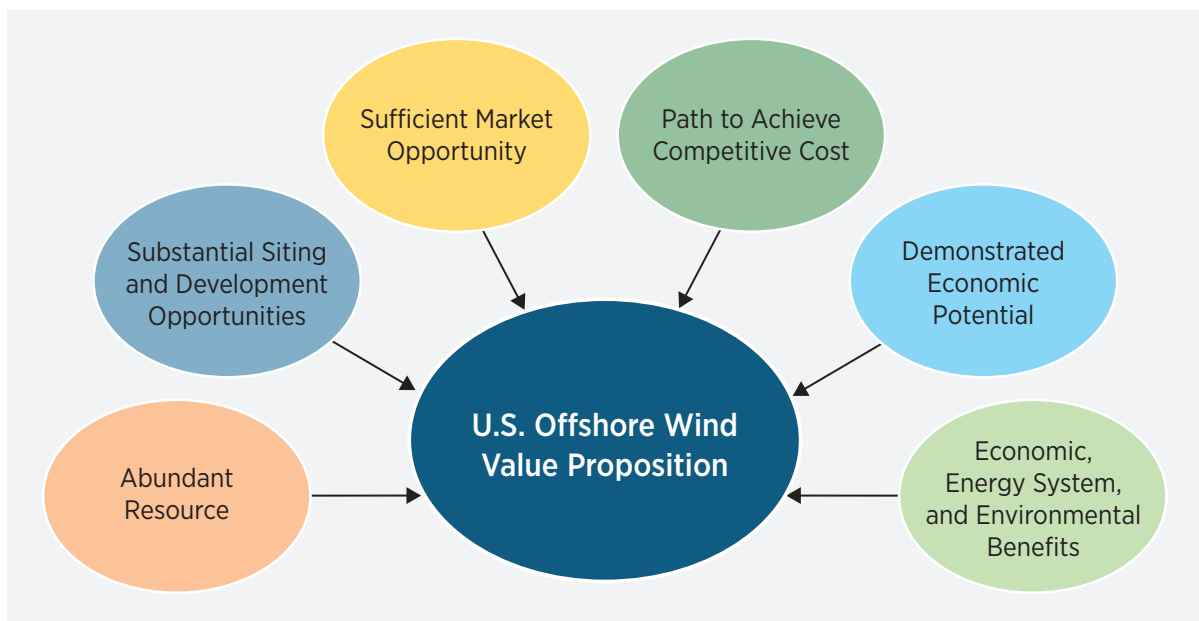 Sufficient Market
Opportunity
Path to Achieve
Competitive Cost
Substantial Siting
and Development
Opportunities
Demonstrated
Economic
Potential
U.S. Offshore Wind
Value Proposition
Abundant
Resource
Economic,
Energy System,
and Environmental
Benefits